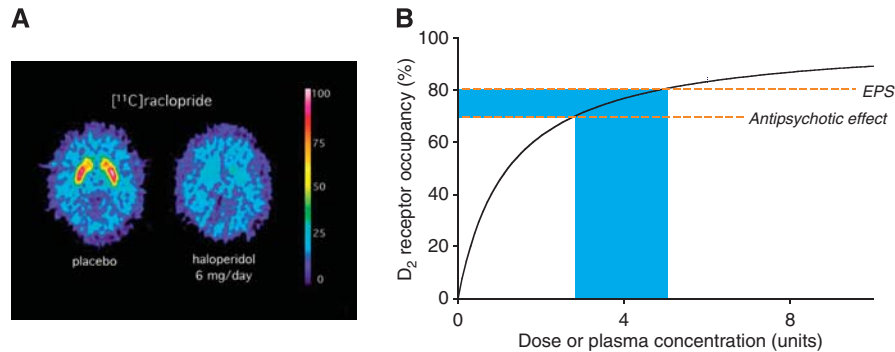 A
[¹¹C]raclopride
100
75
50
25
0
placebo
haloperidol
6 mg/day
B
D₂ receptor occupancy (%)
100
80
60
40
20
0
EPS
Antipsychotic effect
0
4
8
Dose or plasma concentration (units)